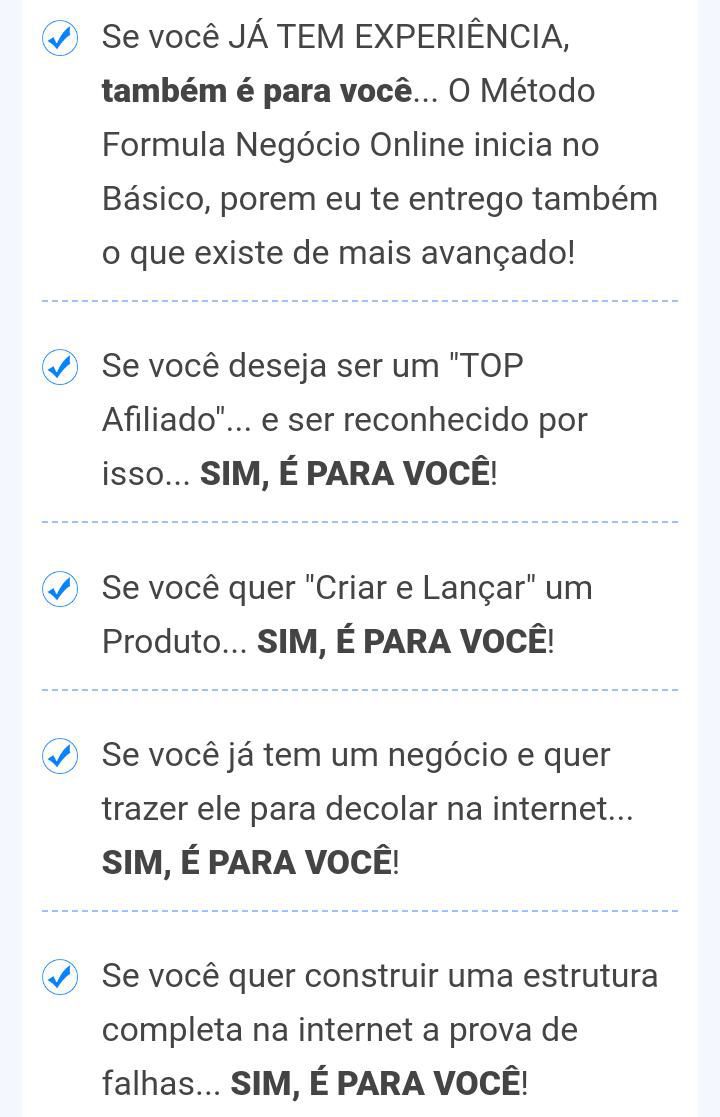 Se você JÁ TEM EXPERIÊNCIA,
também é para você... O Método
Formula Negócio Online inicia no
Básico, porem eu te entrego também
o que existe de mais avançado!
Se você deseja ser um "TOP
Afiliado"... e ser reconhecido por
isso... SIM, É PARA VOCÊ!
Se você quer "Criar e Lançar" um
Produto... SIM, É PARA VOCÊ!
Se você já tem um negócio e quer
trazer ele para decolar na internet...
SIM, É PARA VOCÊ!
Se você quer construir uma estrutura
completa na internet a prova de
falhas... SIM, É PARA VOCÊ!